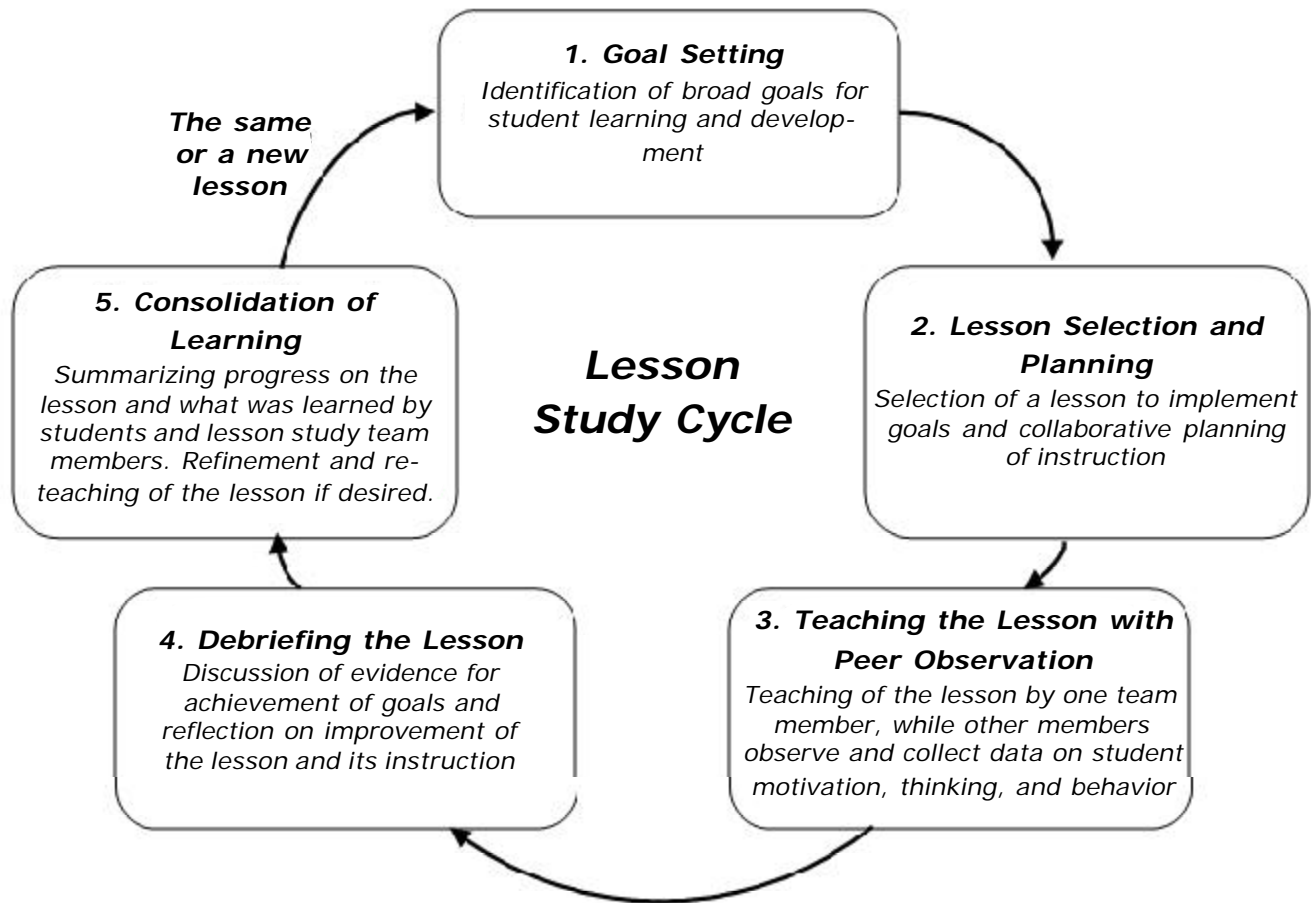 1. Goal Setting
Identification of broad goals for
student learning and develop-
ment
The same
or a new
lesson
5. Consolidation of
Learning
Summarizing progress on the
lesson and what was learned by
students and lesson study team
members. Refinement and re-
teaching of the lesson if desired.
Lesson
Study Cycle
2. Lesson Selection and
Planning
Selection of a lesson to implement
goals and collaborative planning
of instruction
4. Debriefing the Lesson
Discussion of evidence for
achievement of goals and
reflection on improvement of
the lesson and its instruction
3. Teaching the Lesson with
Peer Observation
Teaching of the lesson by one team
member, while other members
observe and collect data on student
motivation, thinking, and behavior